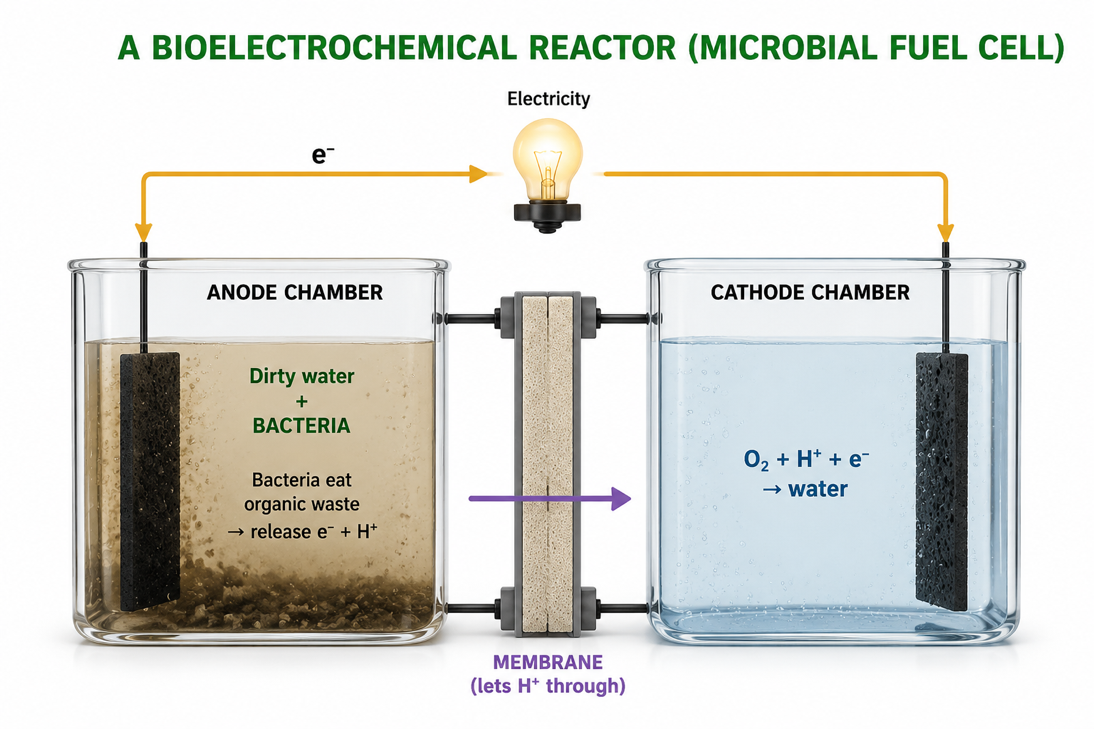 A BIOELECTROCHEMICAL REACTOR (MICROBIAL FUEL CELL)
Electricity
e⁻
ANODE CHAMBER
Dirty water
+
BACTERIA
Bacteria eat
organic waste
→ release e⁻ + H⁺
CATHODE CHAMBER
O₂ + H⁺ + e⁻
→ water
MEMBRANE
(lets H⁺ through)